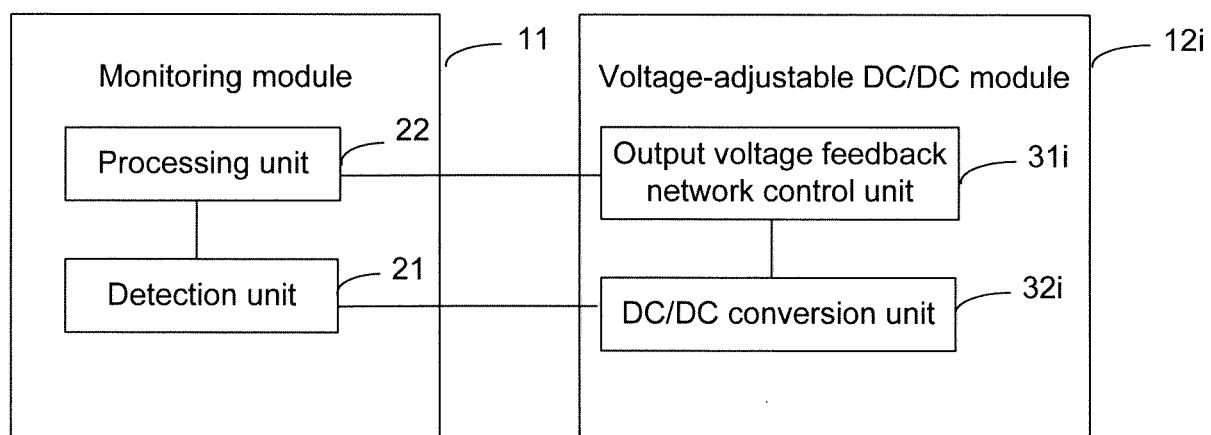 11
12i
Monitoring module
Voltage-adjustable DC/DC module
22
Processing unit
Output voltage feedback
network control unit
31i
21
Detection unit
32i
DC/DC conversion unit